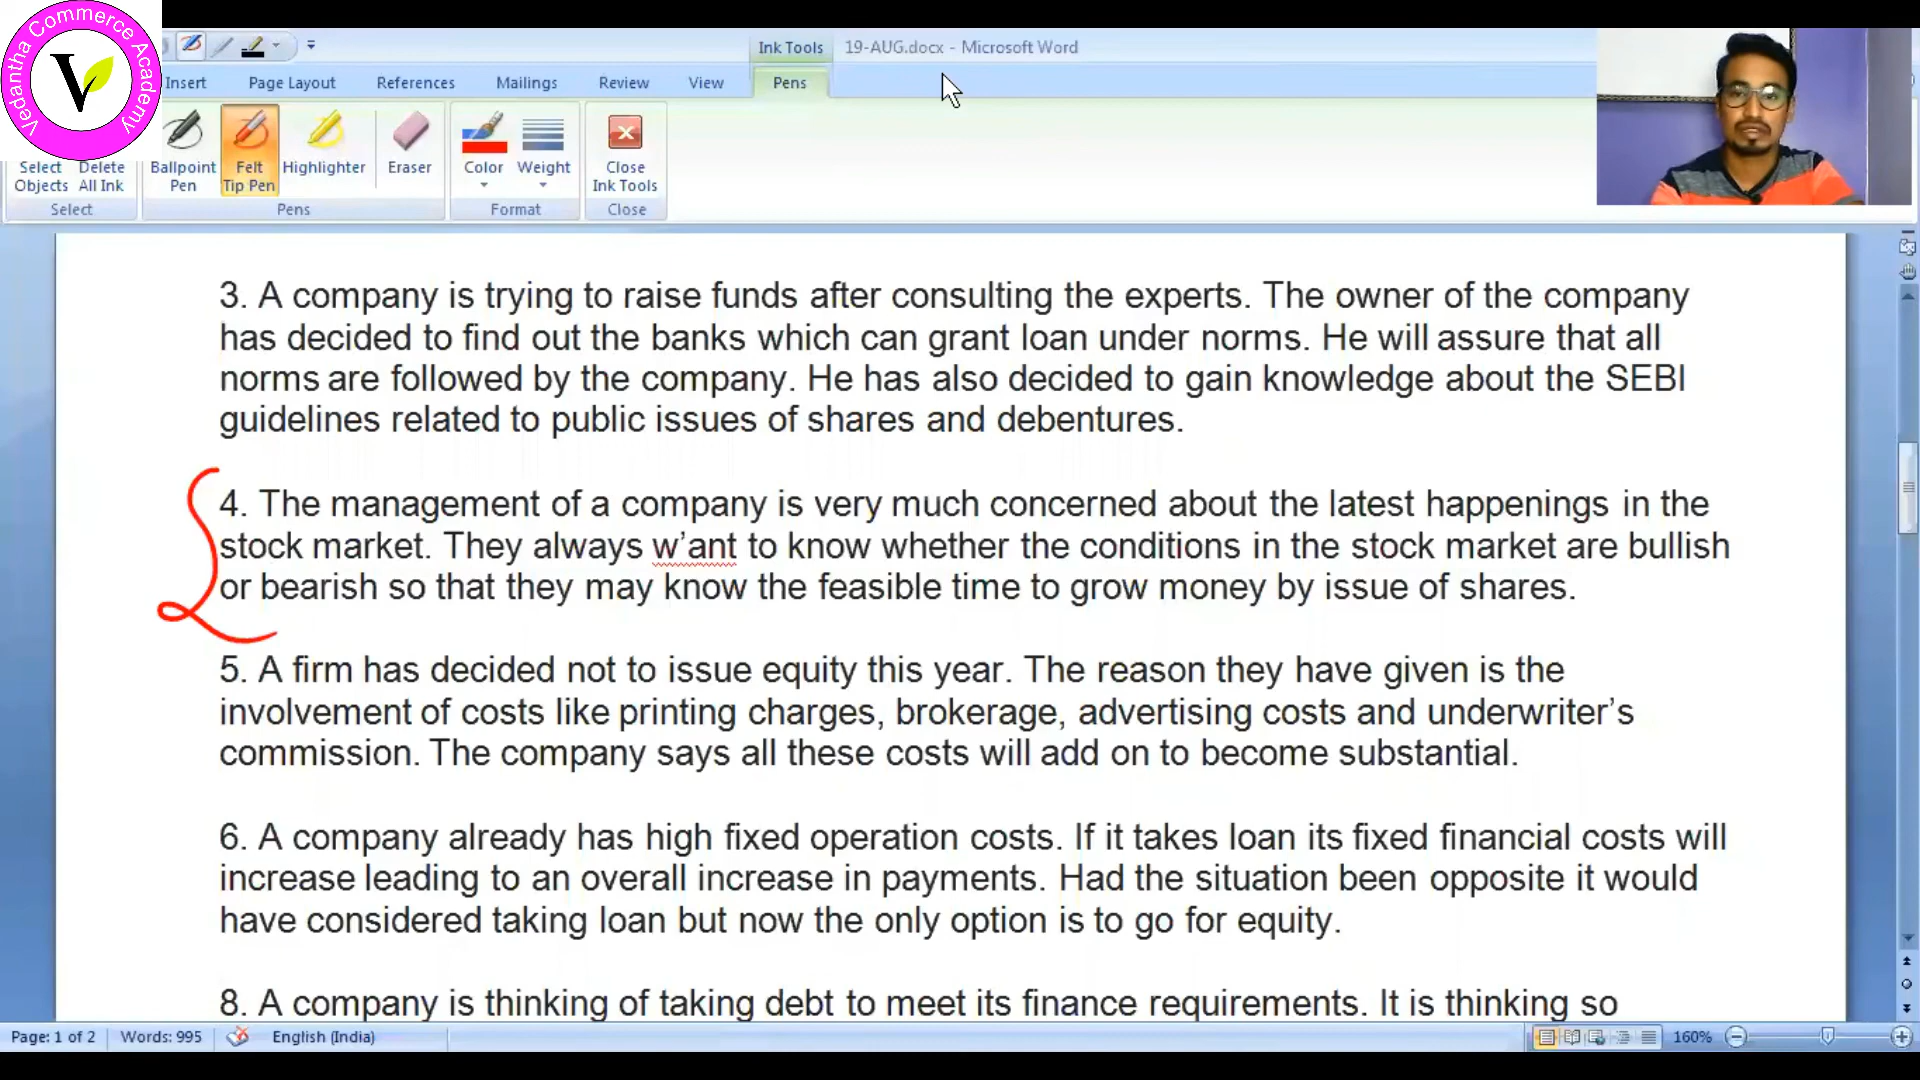 Vedantha Commerce Academy
V
Ink Tools
19-AUG.docx - Microsoft Word
Insert
Page Layout
References
Mailings
Review
View
Pens
Select Objects
Delete All Ink
Ballpoint Pen
Felt Tip Pen
Highlighter
Eraser
Color
Weight
Close Ink Tools
Select
Pens
Format
Close
3. A company is trying to raise funds after consulting the experts. The owner of the company
has decided to find out the banks which can grant loan under norms. He will assure that all
norms are followed by the company. He has also decided to gain knowledge about the SEBI
guidelines related to public issues of shares and debentures.
4. The management of a company is very much concerned about the latest happenings in the
stock market. They always w’ant to know whether the conditions in the stock market are bullish
or bearish so that they may know the feasible time to grow money by issue of shares.
5. A firm has decided not to issue equity this year. The reason they have given is the
involvement of costs like printing charges, brokerage, advertising costs and underwriter’s
commission. The company says all these costs will add on to become substantial.
6. A company already has high fixed operation costs. If it takes loan its fixed financial costs will
increase leading to an overall increase in payments. Had the situation been opposite it would
have considered taking loan but now the only option is to go for equity.
8. A company is thinking of taking debt to meet its finance requirements. It is thinking so
Page: 1 of 2
Words: 995
English (India)
160%